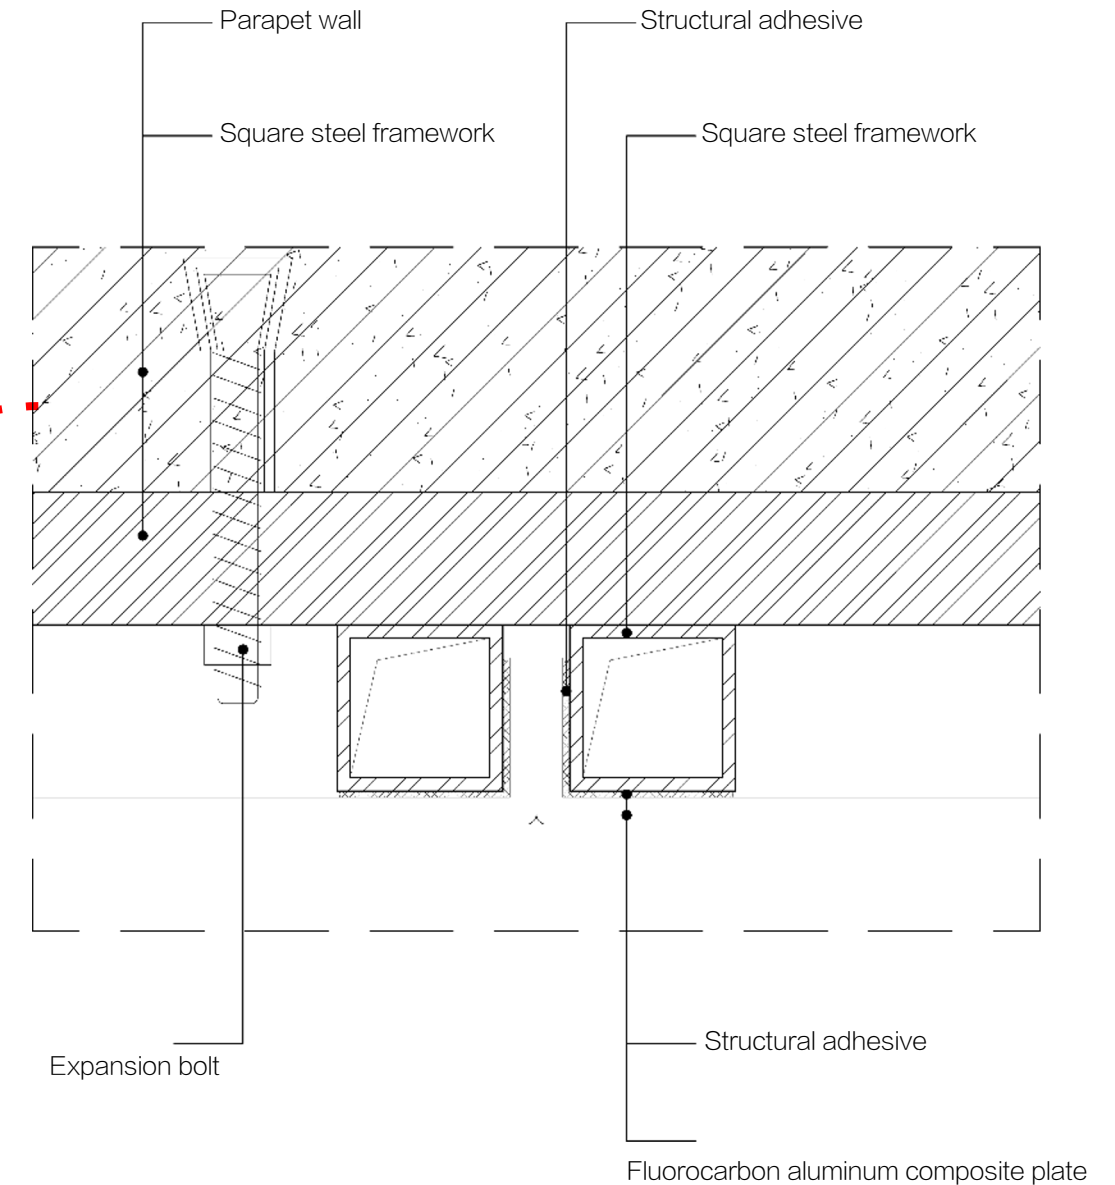 Parapet wall
Structural adhesive
Square steel framework
Square steel framework
Expansion bolt
Structural adhesive
Fluorocarbon aluminum composite plate